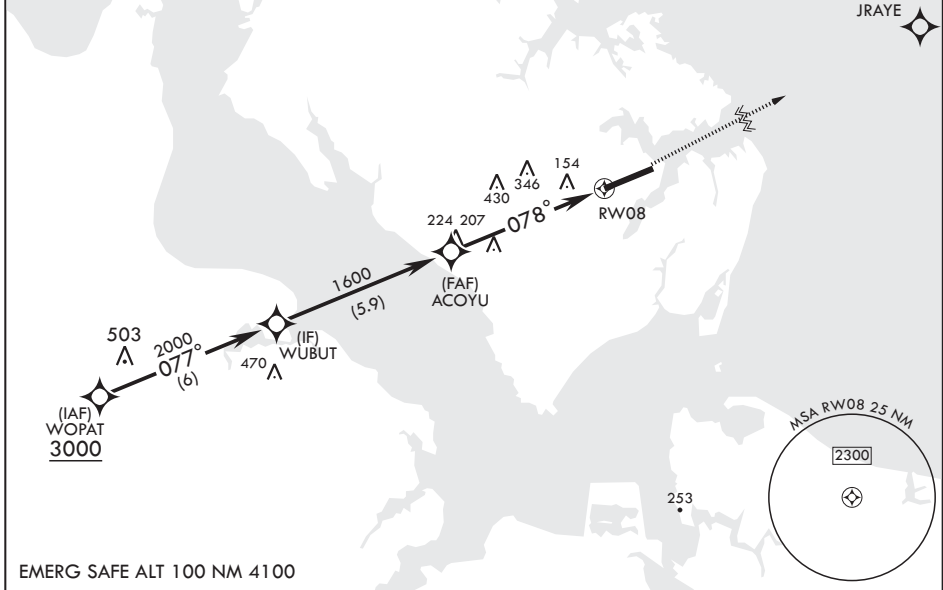 JRAYE
154
346
430
RW08
078°
224 207
(FAF)
ACOYU
1600
(5.9)
(IF)
WUBUT
503
2000
077°
(6)
470
(IAF)
WOPAT
3000
MSA RW08 25 NM
2300
253
EMERG SAFE ALT 100 NM 4100